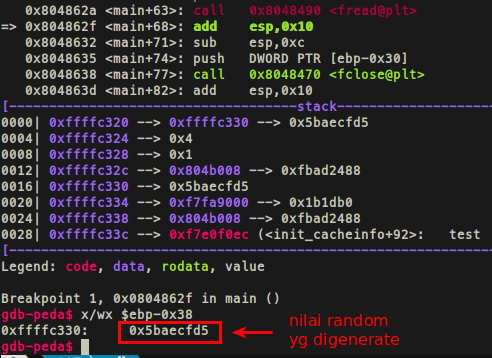 0x804862a <main+63>: call 0x8048490 <fread@plt>
=> 0x804862f <main+68>: add esp,0x10
0x8048632 <main+71>: sub esp,0xc
0x8048635 <main+74>: push DWORD PTR [ebp-0x30]
0x8048638 <main+77>: call 0x8048470 <fclose@plt>
0x804863d <main+82>: add esp,0x10
[------------------------------------stack-------------------
0000| 0xffffc320 --> 0xffffc330 --> 0x5baecfd5
0004| 0xffffc324 --> 0x4
0008| 0xffffc328 --> 0x1
0012| 0xffffc32c --> 0x804b008 --> 0xfbad2488
0016| 0xffffc330 --> 0x5baecfd5
0020| 0xffffc334 --> 0xf7fa9000 --> 0x1b1db0
0024| 0xffffc338 --> 0x804b008 --> 0xfbad2488
0028| 0xffffc33c --> 0xf7e0f0ec (<init_cacheinfo+92>: test
[------------------------------------------------------------
Legend: code, data, rodata, value
Breakpoint 1, 0x0804862f in main ()
gdb-peda$ x/wx $ebp-0x38
0xffffc330: 0x5baecfd5
gdb-peda$
nilai random
yg digenerate